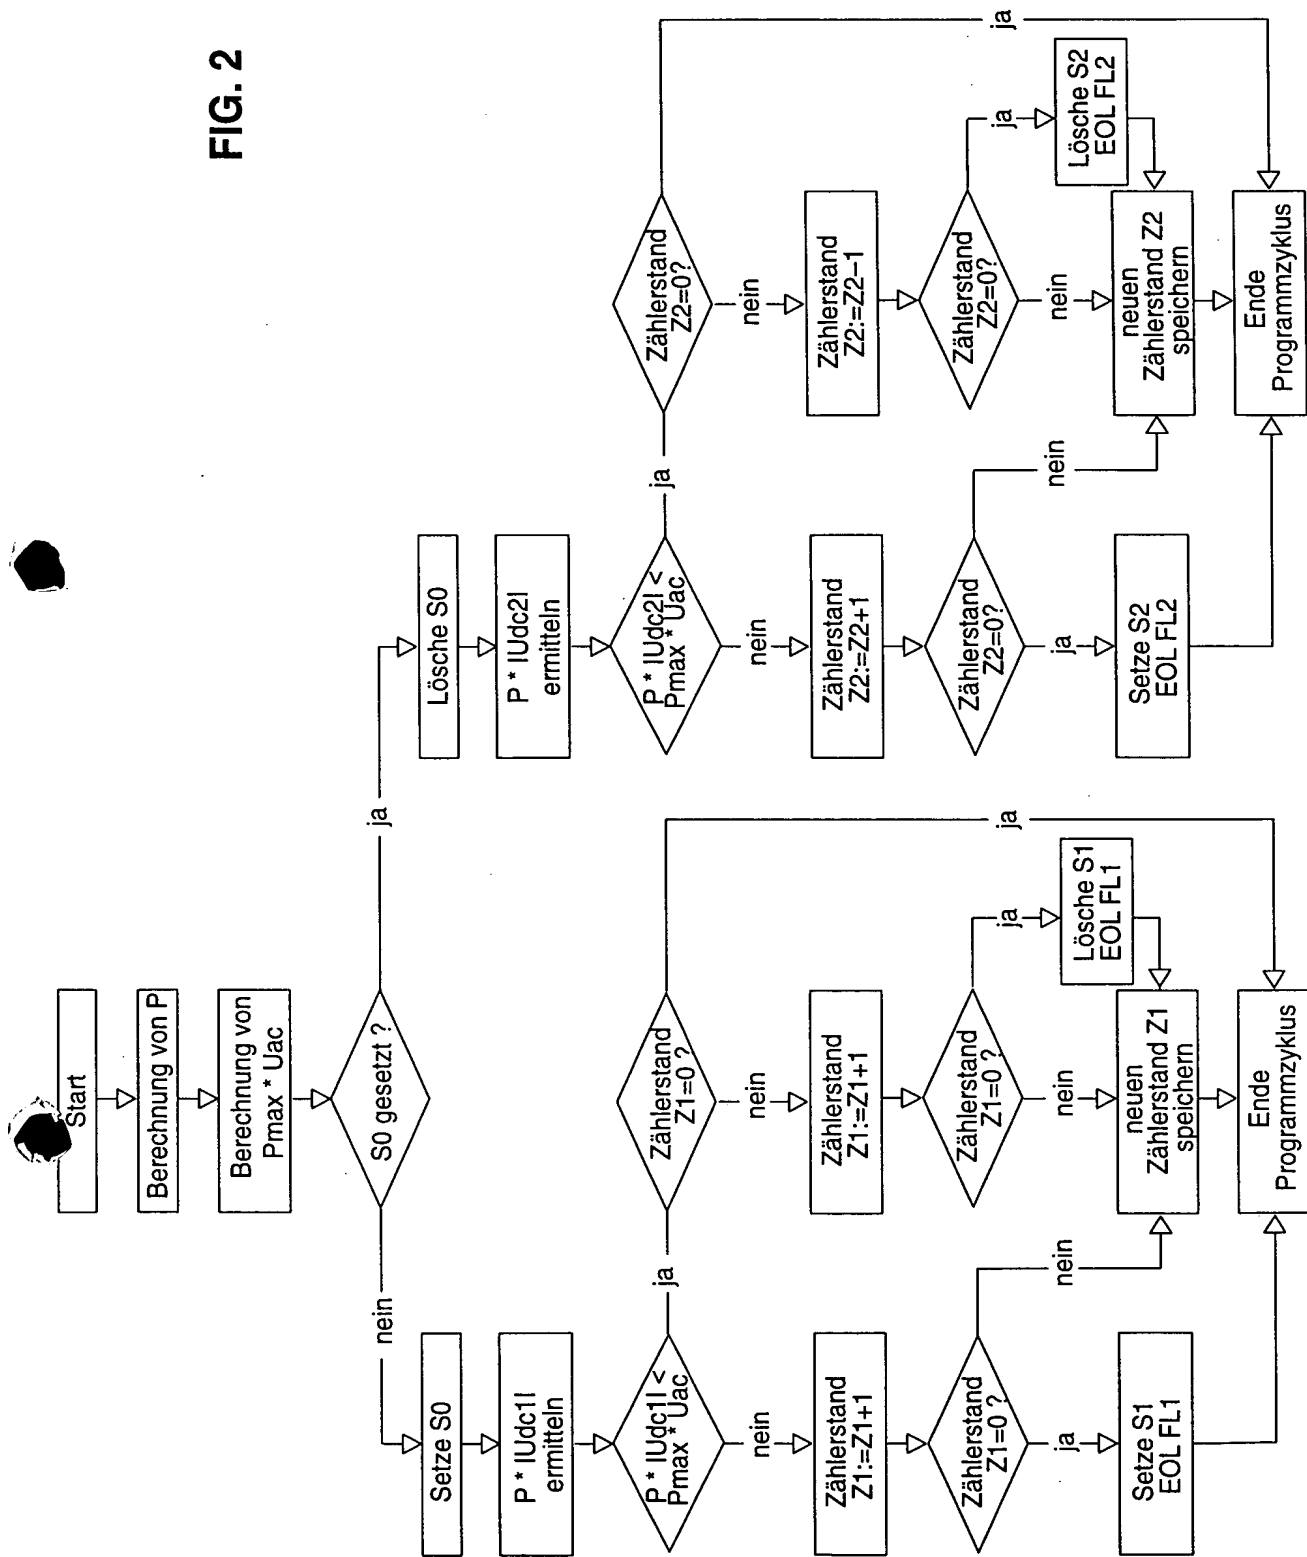 FIG. 2
Start
Berechnung von P
Berechnung von
Pmax * Uac
S0 gesetzt ?
nein
ja
Setze S0
P * IUdc1I
ermitteln
P * IUdc1I <
Pmax * Uac
ja
nein
Zählerstand
Z1:=Z1+1
Zählerstand
Z1=0 ?
nein
ja
Setze S1
EOL FL1
Zählerstand
Z1=0 ?
ja
nein
Zählerstand
Z1:=Z1+1
Zählerstand
Z1=0 ?
ja
nein
Lösche S1
EOL FL1
neuen
Zählerstand Z1
speichern
Ende
Programmzyklus
Lösche S0
P * IUdc2I
ermitteln
P * IUdc2I <
Pmax * Uac
ja
nein
Zählerstand
Z2:=Z2+1
Zählerstand
Z2=0?
nein
ja
Setze S2
EOL FL2
Zählerstand
Z2=0?
ja
nein
Zählerstand
Z2:=Z2−1
Zählerstand
Z2=0?
ja
nein
Lösche S2
EOL FL2
neuen
Zählerstand Z2
speichern
Ende
Programmzyklus